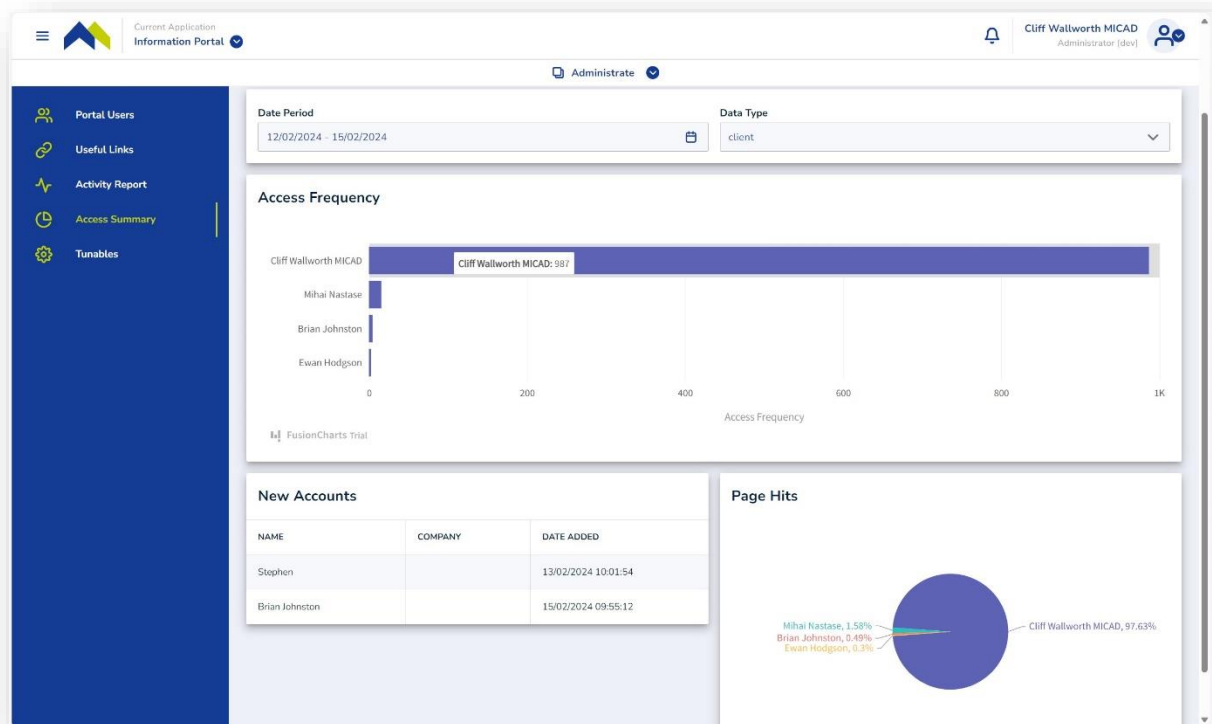 Current Application
Information Portal
Cliff Wallworth MICAD
Administrator (dev)
Administrate
Portal Users
Useful Links
Activity Report
Access Summary
Tunables
Date Period
12/02/2024 - 15/02/2024
Data Type
client
Access Frequency
Cliff Wallworth MICAD
Cliff Wallworth MICAD: 987
Mihai Nastase
Brian Johnston
Ewan Hodgson
0 200 400 600 800 1K
Access Frequency
FusionCharts Trial
New Accounts
NAME COMPANY DATE ADDED
Stephen 13/02/2024 10:01:54
Brian Johnston 15/02/2024 09:55:12
Page Hits
Mihai Nastase, 1.58%
Brian Johnston, 0.49%
Ewan Hodgson, 0.3%
Cliff Wallworth MICAD, 97.63%